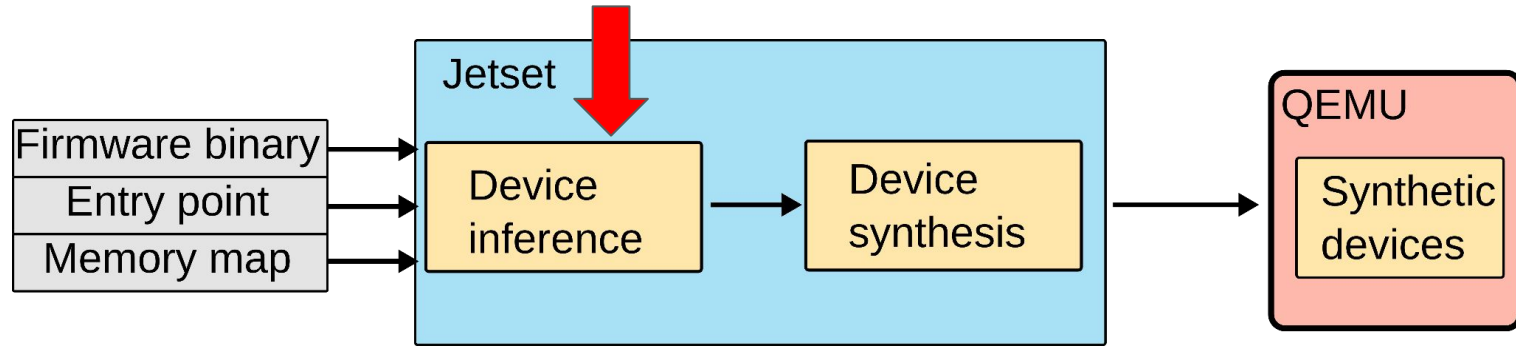 Jetset
QEMU
Firmware binary
Entry point
Memory map
Device
inference
Device
synthesis
Synthetic
devices